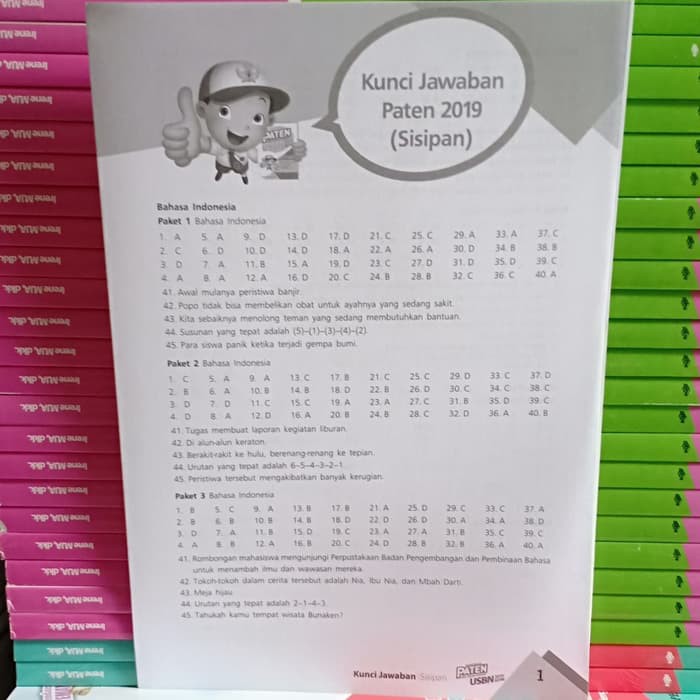 Kunci Jawaban
Paten 2019
(Sisipan)
PATEN
Bahasa Indonesia
Paket 1 Bahasa Indonesia
1. A 5. A 9. D 13. D 17. D 21. C 25. C 29. A 33. A 37. C
2. C 6. D 10. D 14. D 18. A 22. A 26. A 30. D 34. B 38. B
3. D 7. A 11. B 15. A 19. D 23. C 27. D 31. D 35. D 39. C
4. A 8. A 12. A 16. D 20. C 24. B 28. B 32. C 36. C 40. A
41. Awal mulanya peristiwa banjir.
42. Popo tidak bisa membelikan obat untuk ayahnya yang sedang sakit.
43. Kita sebaiknya menolong teman yang sedang membutuhkan bantuan.
44. Susunan yang tepat adalah (5)-(1)-(3)-(4)-(2).
45. Para siswa panik ketika terjadi gempa bumi.
Paket 2 Bahasa Indonesia
1. C 5. A 9. A 13. C 17. B 21. C 25. C 29. D 33. C 37. D
2. B 6. A 10. B 14. B 18. D 22. B 26. D 30. C 34. C 38. C
3. D 7. D 11. C 15. C 19. A 23. A 27. C 31. B 35. D 39. C
4. D 8. A 12. D 16. A 20. B 24. B 28. C 32. D 36. A 40. B
41. Tugas membuat laporan kegiatan liburan.
42. Di alun-alun keraton.
43. Berakit-rakit ke hulu, berenang-renang ke tepian.
44. Urutan yang tepat adalah 6-5-4-3-2-1.
45. Peristiwa tersebut mengakibatkan banyak kerugian.
Paket 3 Bahasa Indonesia
1. B 5. C 9. A 13. B 17. B 21. A 25. D 29. C 33. C 37. A
2. B 6. B 10. B 14. B 18. D 22. D 26. D 30. A 34. A 38. D
3. D 7. A 11. B 15. D 19. C 23. A 27. A 31. B 35. C 39. C
4. A 8. B 12. A 16. B 20. C 24. D 28. B 32. B 36. A 40. A
41. Rombongan mahasiswa mengunjungi Perpustakaan Badan Pengembangan dan Pembinaan Bahasa
untuk menambah ilmu dan wawasan mereka.
42. Tokoh-tokoh dalam cerita tersebut adalah Nia, Ibu Nia, dan Mbah Darti.
43. Meja hijau.
44. Urutan yang tepat adalah 2-1-4-3.
45. Tahukah kamu tempat wisata Bunaken?
Kunci Jawaban Sisipan PATEN USBN 1